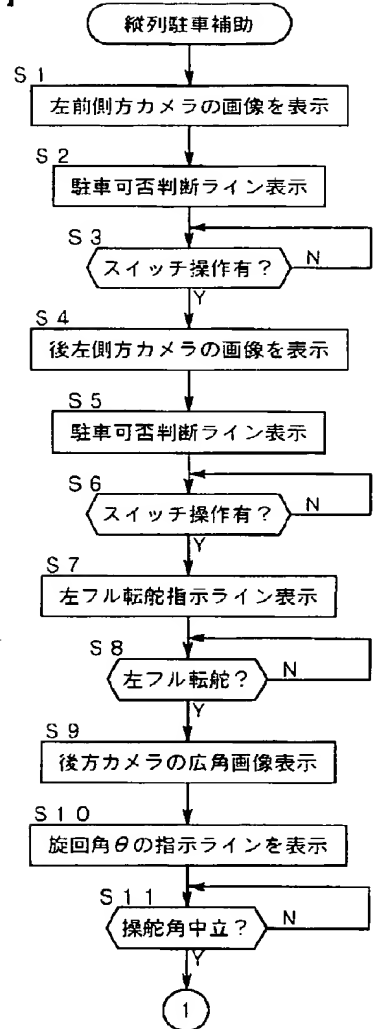 】
縦列駐車補助
S1
左前側方カメラの画像を表示
S2
駐車可否判断ライン表示
S3
スイッチ操作有?
N
Y
S4
後左側方カメラの画像を表示
S5
駐車可否判断ライン表示
S6
スイッチ操作有?
N
Y
S7
左フル転舵指示ライン表示
S8
左フル転舵?
N
Y
S9
後方カメラの広角画像表示
S10
旋回角θの指示ラインを表示
S11
操舵角中立?
N
Y
1